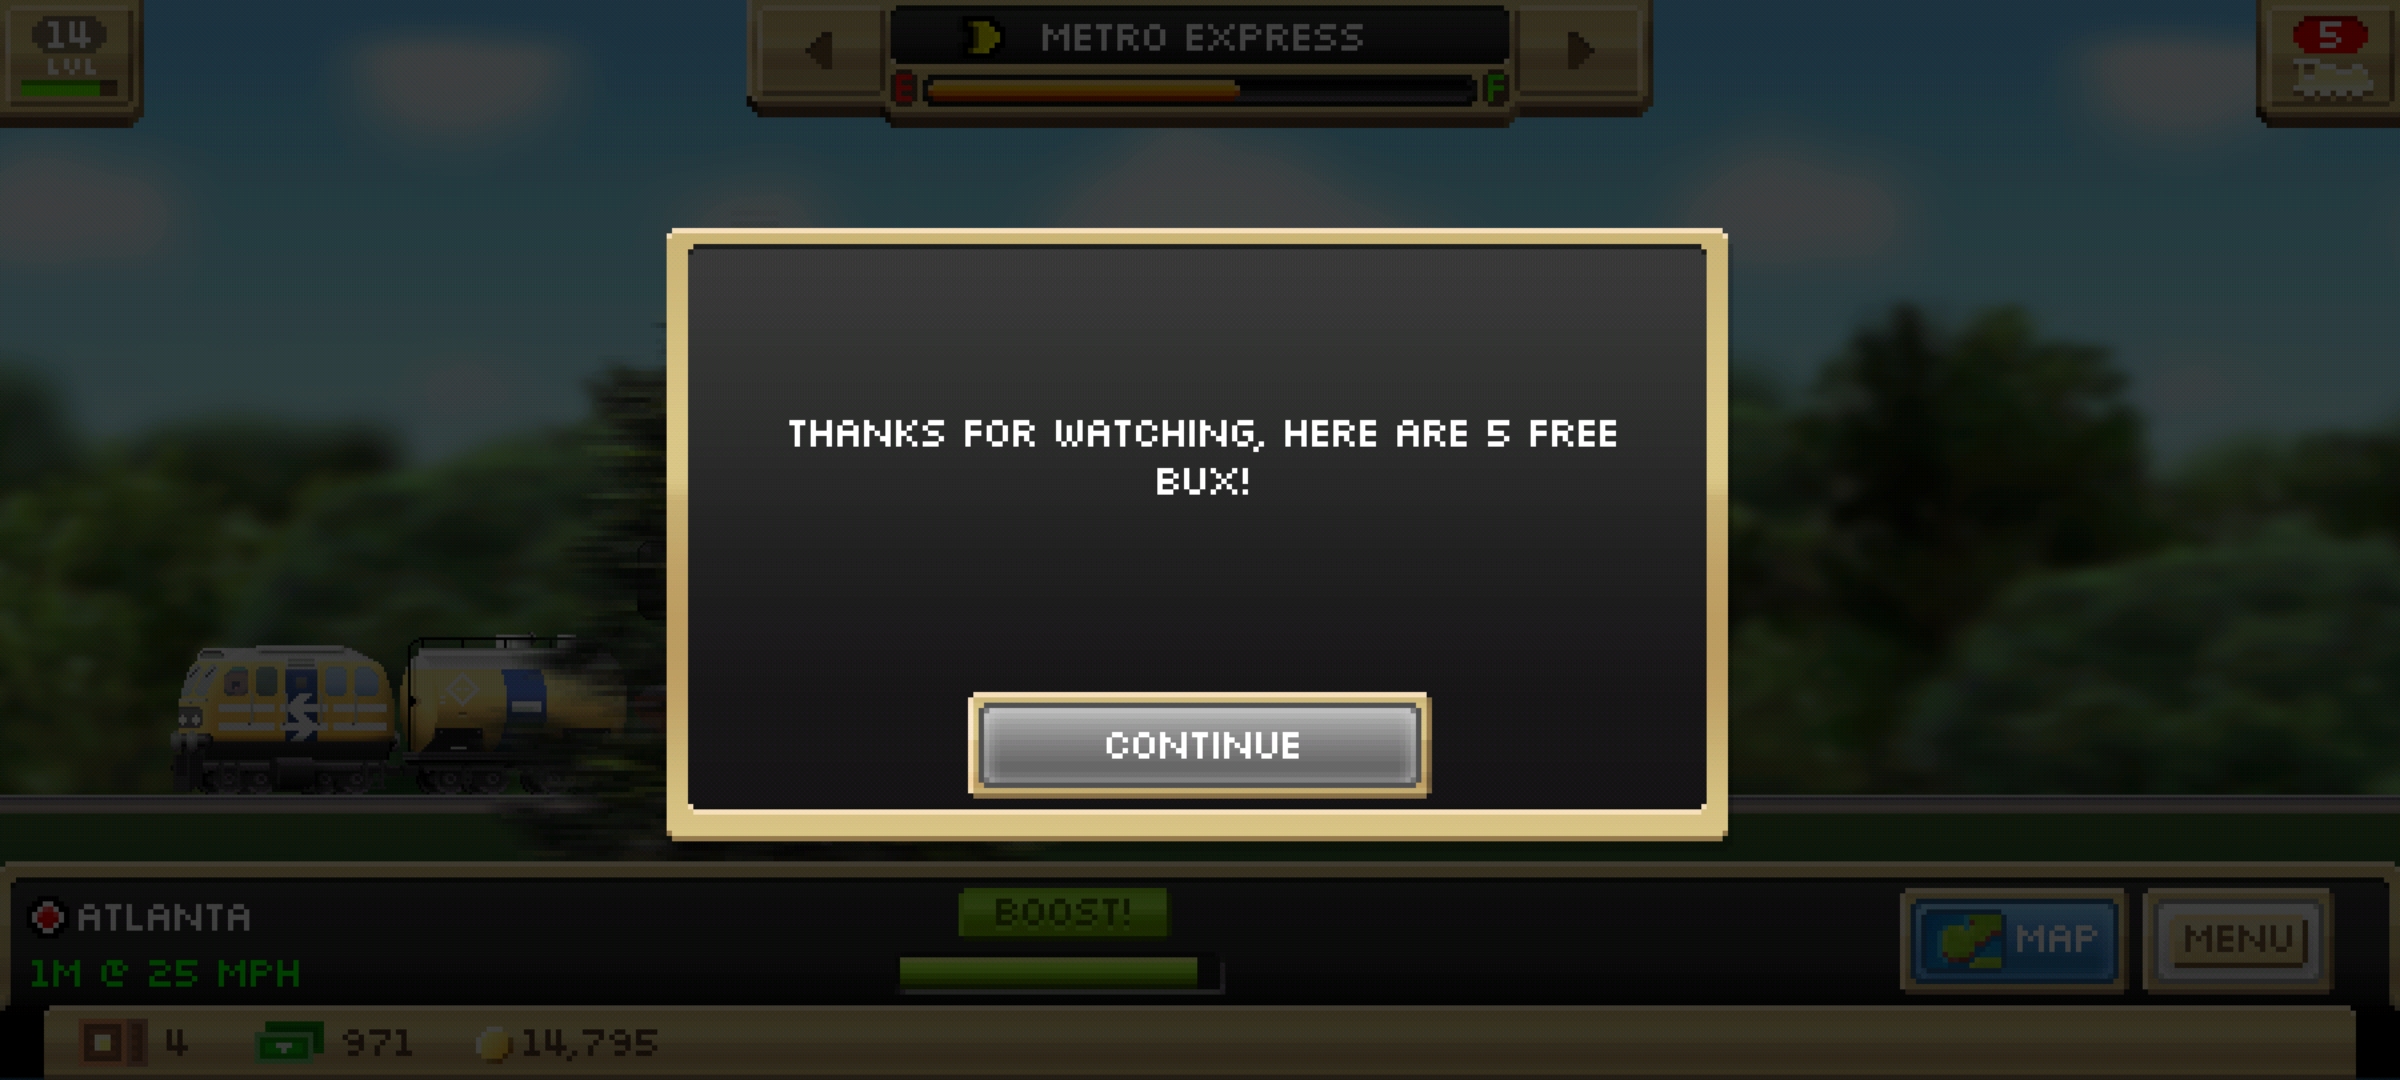 14
LVL
METRO EXPRESS
E
F
5
THANKS FOR WATCHING, HERE ARE 5 FREE
BUX!
CONTINUE
ATLANTA
1M @ 25 MPH
BOOST!
MAP
MENU
4
971
14,795